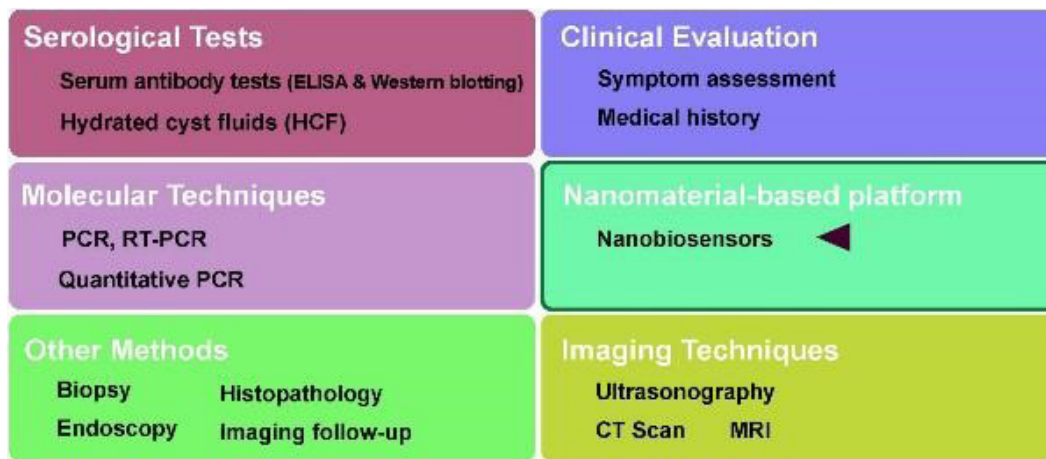 Serological Tests
Serum antibody tests (ELISA & Western blotting)
Hydrated cyst fluids (HCF)
Clinical Evaluation
Symptom assessment
Medical history
Molecular Techniques
PCR, RT-PCR
Quantitative PCR
Nanomaterial-based platform
Nanobiosensors
Other Methods
Biopsy Histopathology
Endoscopy Imaging follow-up
Imaging Techniques
Ultrasonography
CT Scan MRI